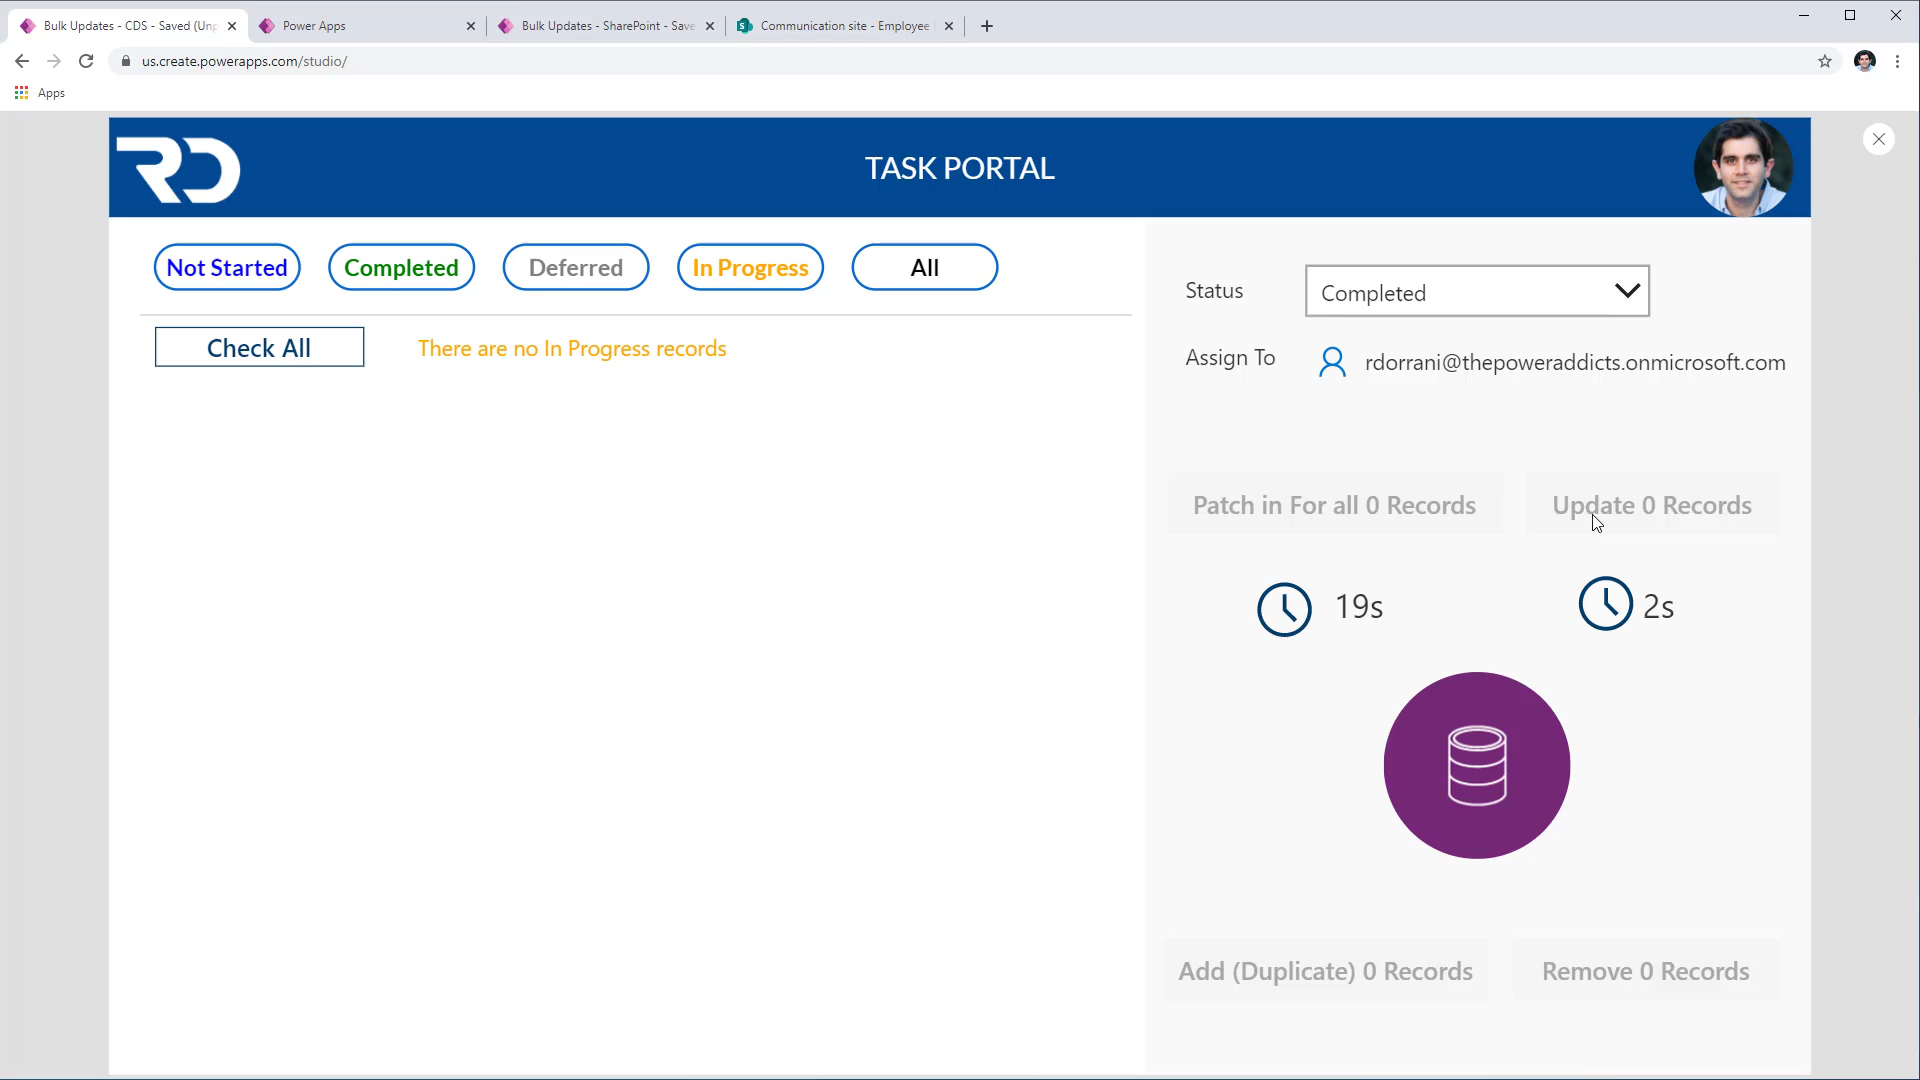 Bulk Updates - CDS - Saved (Unp
Power Apps
Bulk Updates - SharePoint - Save
Communication site - Employee
us.create.powerapps.com/studio/
Apps
RD
TASK PORTAL
Not Started
Completed
Deferred
In Progress
All
Check All
There are no In Progress records
Status
Completed
Assign To
rdorrani@thepoweraddicts.onmicrosoft.com
Patch in For all 0 Records
Update 0 Records
19s
2s
Add (Duplicate) 0 Records
Remove 0 Records